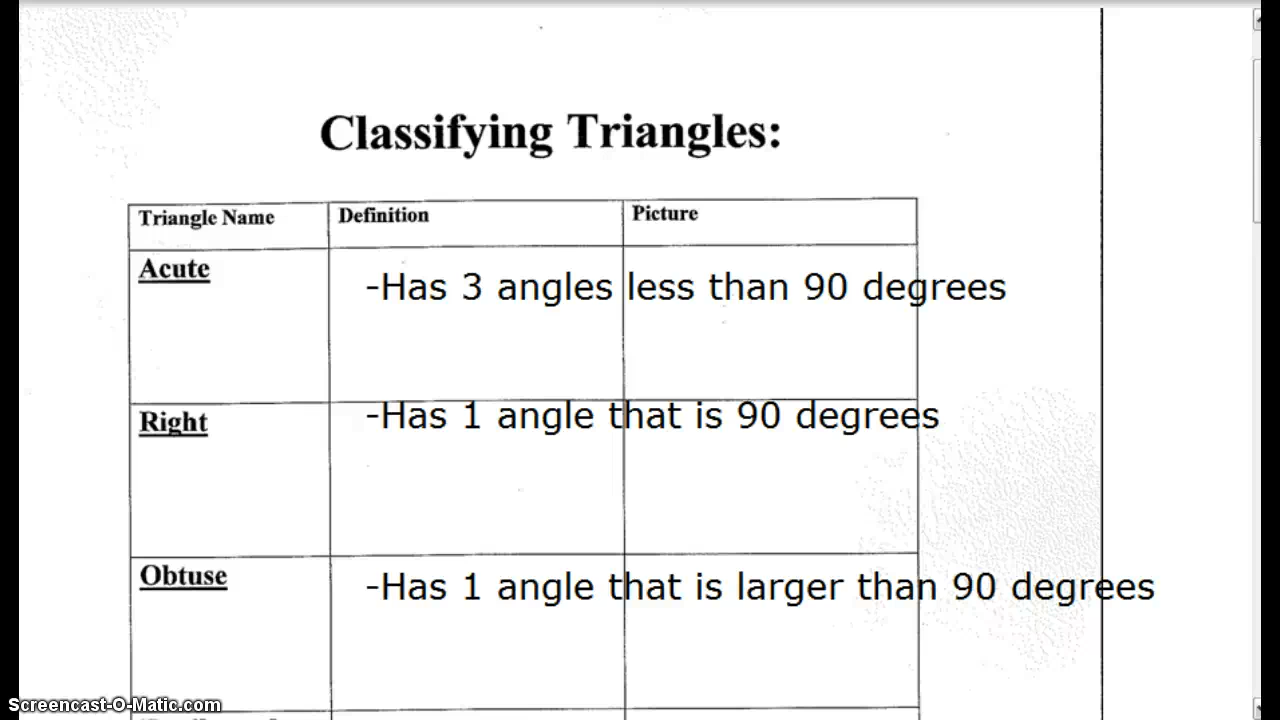 Classifying Triangles:
Triangle Name Definition Picture
Acute -Has 3 angles less than 90 degrees
Right -Has 1 angle that is 90 degrees
Obtuse -Has 1 angle that is larger than 90 degrees
Screencast-O-Matic.com